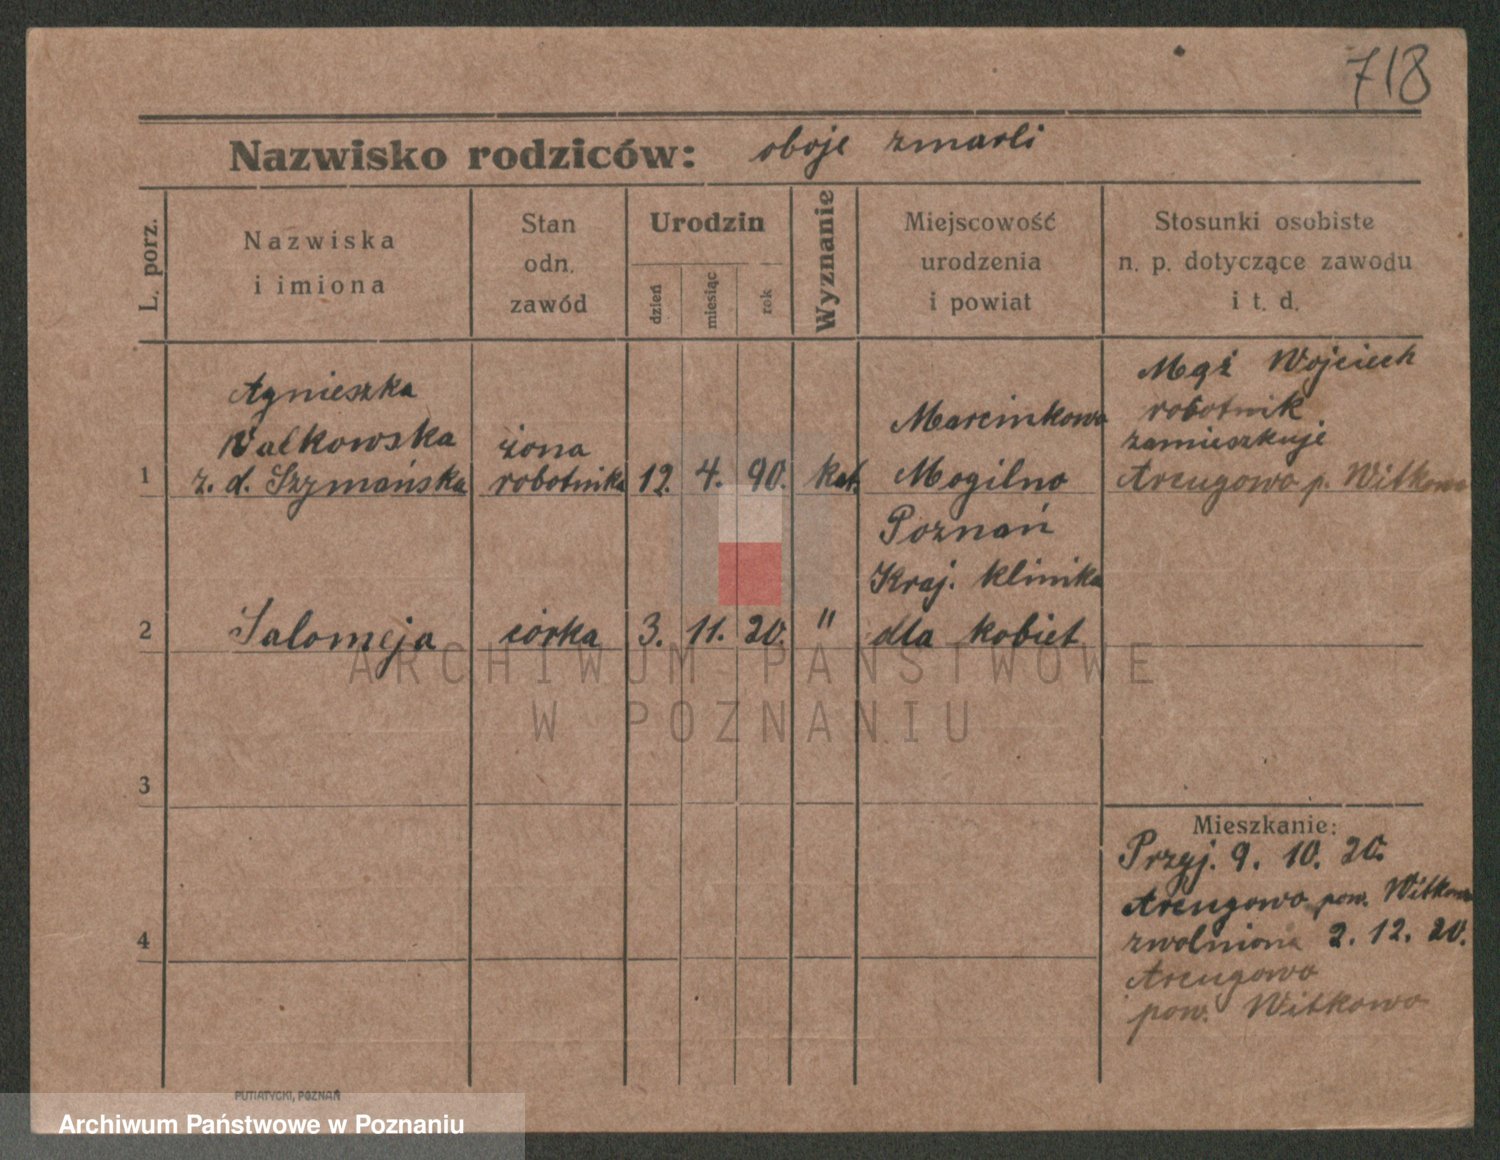 718
Nazwisko rodziców: oboje zmarli
L. porz.
Nazwiska
i imiona
Stan
odn.
zawód
Urodzin
dzień
miesiąc
rok
Wyznanie
Miejscowość
urodzenia
i powiat
Stosunki osobiste
n. p. dotyczące zawodu
i t. d.
1
Agnieszka
Walkowska
z. d. Szymańska
żona
robotnika
12. 4. 90. kat.
Marcinkowo
Mogilno
Mąż Wojciech
robotnik
zamieszkuje
Arcugowo p. Witkowo
2
Salomeja
córka
3. 11. 20. "
Poznań
Kraj. klinika
dla kobiet
3
4
Mieszkanie:
Przyj. 9. 10. 20.
Arcugowo pow. Witkowo
zwolniona 2. 12. 20.
Arcugowo
pow. Witkowo
ARCHIWUM PAŃSTWOWE
W POZNANIU
PUTIATYCKI, POZNAŃ
Archiwum Państwowe w Poznaniu